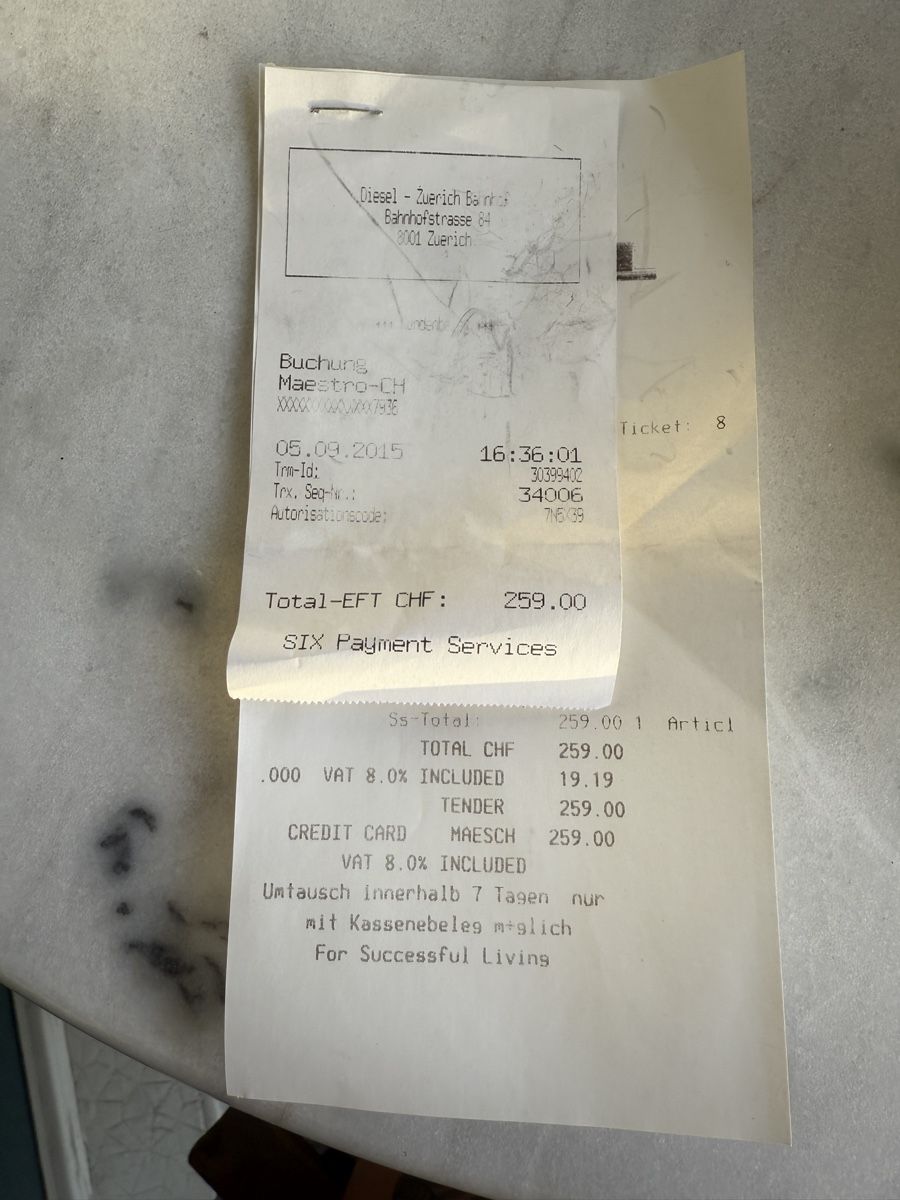 Diesel - Zuerich Bahnhof
Bahnhofstrasse 84
8001 Zuerich
Buchung
Maestro-CH
05.09.2015 16:36:01
Trm-Id: 30399402
Trx. Seq-Nr.: 34006
Autorisationscode:
Total-EFT CHF: 259.00
SIX Payment Services
Ticket: 8
Ss-Total: 259.00 1 Articl
TOTAL CHF 259.00
.000 VAT 8.0% INCLUDED 19.19
TENDER 259.00
CREDIT CARD MAESCH 259.00
VAT 8.0% INCLUDED
Umtausch innerhalb 7 Tagen nur
mit Kassenebeleg m÷glich
For Successful Living